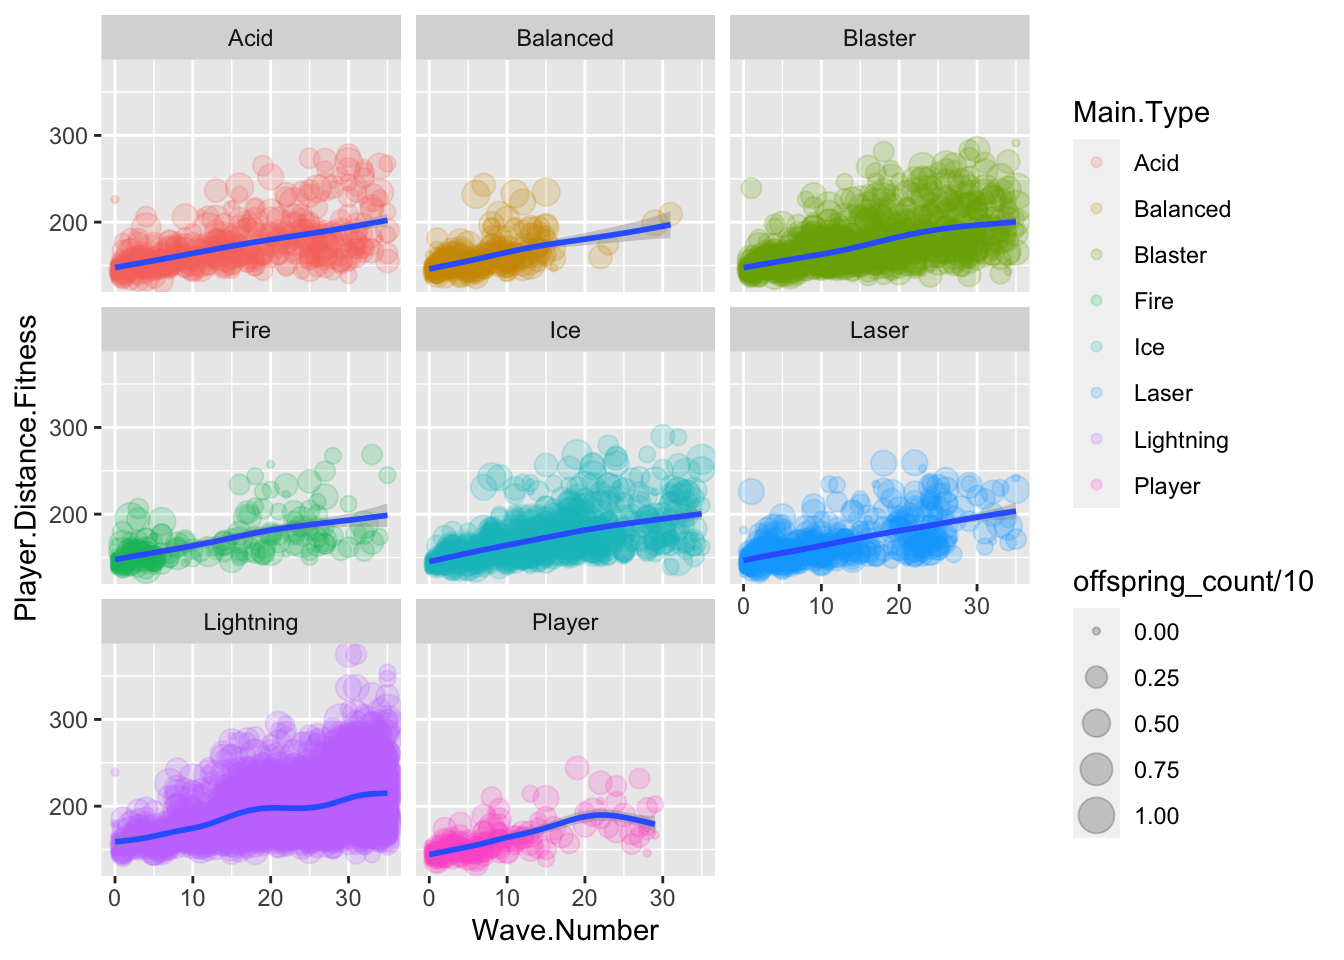 Acid
Balanced
Blaster
300
200
Fire
Ice
Laser
300
200
0 10 20 30
Lightning
Player
300
200
0 10 20 30
0 10 20 30
Wave.Number
Player.Distance.Fitness
Main.Type
Acid
Balanced
Blaster
Fire
Ice
Laser
Lightning
Player
offspring_count/10
0.00
0.25
0.50
0.75
1.00